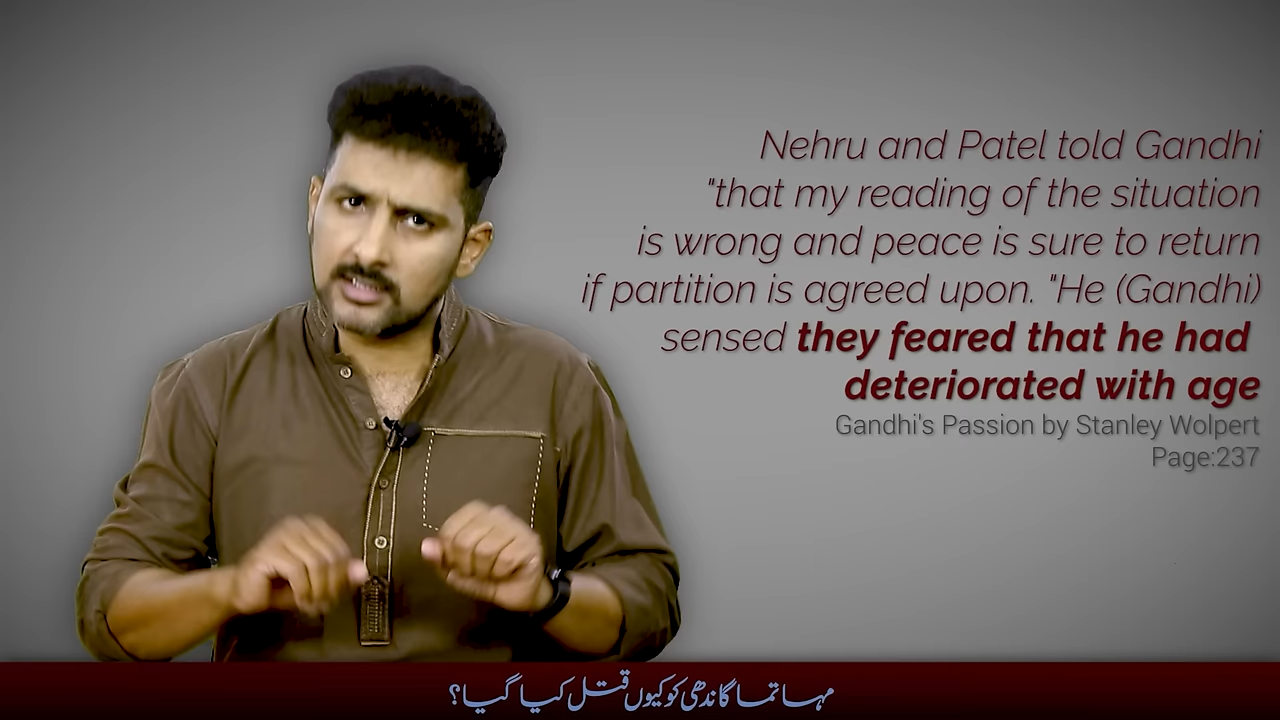 Nehru and Patel told Gandhi
"that my reading of the situation
is wrong and peace is sure to return
if partition is agreed upon. "He (Gandhi)
sensed they feared that he had
deteriorated with age
Gandhi's Passion by Stanley Wolpert
Page:237
مہاتما گاندھی کو کیوں قتل کیا گیا؟